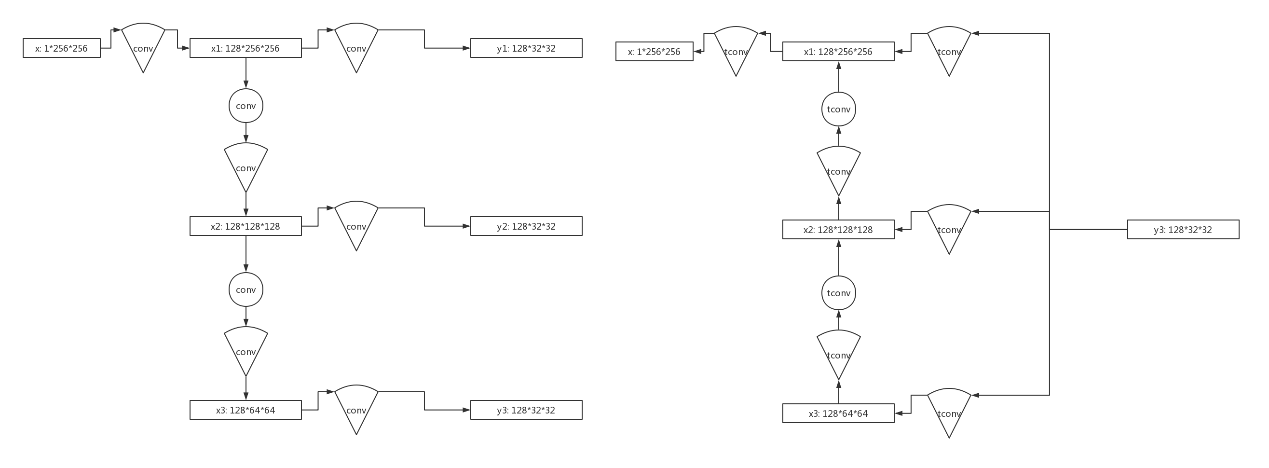 x: 1*256*256
conv
x1: 128*256*256
conv
y1: 128*32*32
conv
conv
x2: 128*128*128
conv
y2: 128*32*32
conv
conv
x3: 128*64*64
conv
y3: 128*32*32
x: 1*256*256
tconv
x1: 128*256*256
tconv
tconv
tconv
x2: 128*128*128
tconv
y3: 128*32*32
tconv
tconv
x3: 128*64*64
tconv